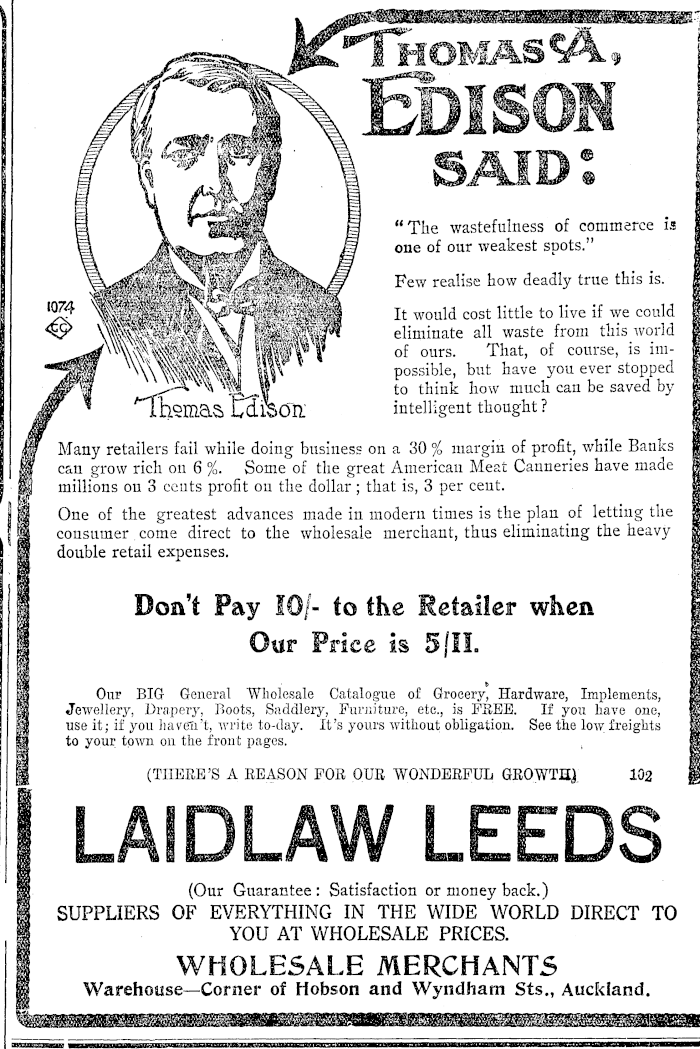 THOMAS A,
EDISON
SAID:
"The wastefulness of commerce is
one of our weakest spots."
Few realise how deadly true this is.
It would cost little to live if we could
eliminate all waste from this world
of ours. That, of course, is im-
possible, but have you ever stopped
to think how much can be saved by
intelligent thought?
1074
CG
Thomas Edison
Many retailers fail while doing business on a 30% margin of profit, while Banks
can grow rich on 6%. Some of the great American Meat Canneries have made
millions on 3 cents profit on the dollar; that is, 3 per cent.
One of the greatest advances made in modern times is the plan of letting the
consumer come direct to the wholesale merchant, thus eliminating the heavy
double retail expenses.
Don't Pay 10/- to the Retailer when
Our Price is 5/11.
Our BIG General Wholesale Catalogue of Grocery, Hardware, Implements,
Jewellery, Drapery, Boots, Saddlery, Furniture, etc., is FREE. If you have one,
use it; if you haven't, write to-day. It's yours without obligation. See the low freights
to your town on the front pages.
(THERE'S A REASON FOR OUR WONDERFUL GROWTH) 102
LAIDLAW LEEDS
(Our Guarantee: Satisfaction or money back.)
SUPPLIERS OF EVERYTHING IN THE WIDE WORLD DIRECT TO
YOU AT WHOLESALE PRICES.
WHOLESALE MERCHANTS
Warehouse—Corner of Hobson and Wyndham Sts., Auckland.